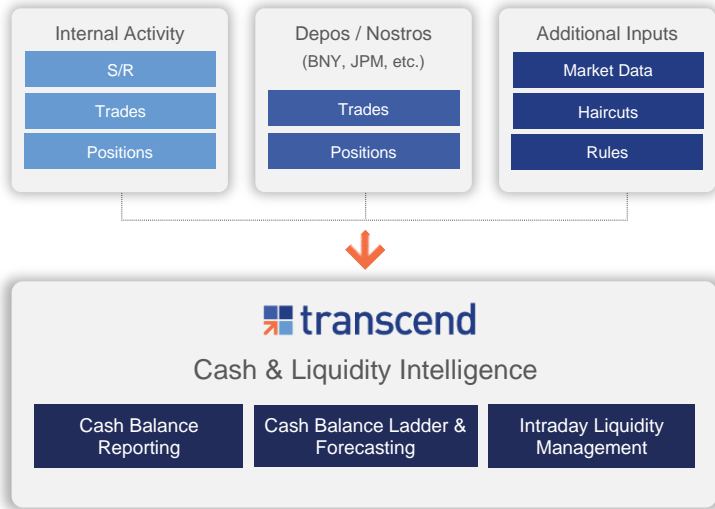 Internal Activity
S/R
Trades
Positions
Depos / Nostros
(BNY, JPM, etc.)
Trades
Positions
Additional Inputs
Market Data
Haircuts
Rules
transcend
Cash & Liquidity Intelligence
Cash Balance
Reporting
Cash Balance Ladder &
Forecasting
Intraday Liquidity
Management